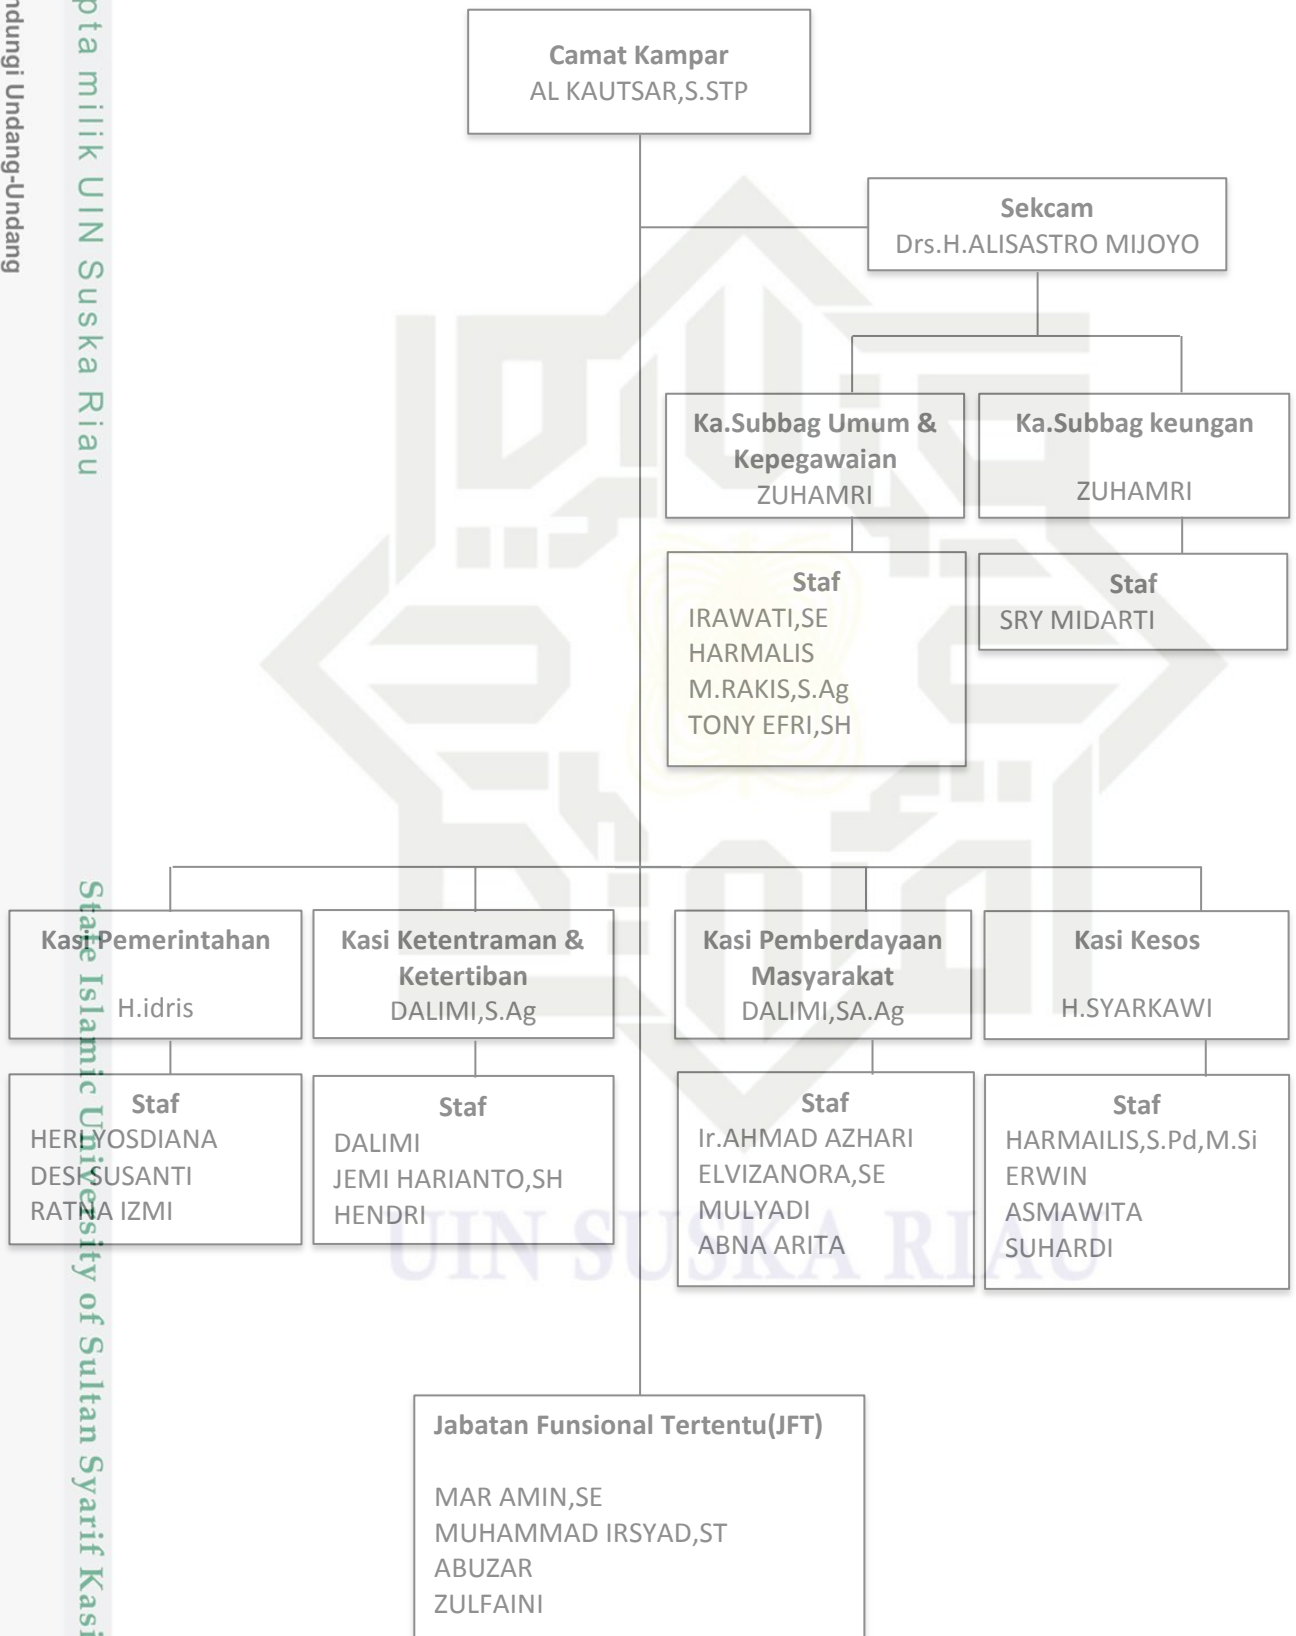 Camat Kampar
AL KAUTSAR,S.STP
Sekcam
Drs.H.ALISASTRO MIJOYO
Ka.Subbag Umum &
Kepegawaian
ZUHAMRI
Ka.Subbag keungan
ZUHAMRI
Staf
IRAWATI,SE
HARMALIS
M.RAKIS,S.Ag
TONY EFRI,SH
Staf
SRY MIDARTI
Kasi Pemerintahan
H.idris
Kasi Ketentraman &
Ketertiban
DALIMI,S.Ag
Kasi Pemberdayaan
Masyarakat
DALIMI,SA.Ag
Kasi Kesos
H.SYARKAWI
Staf
HERI YOSDIANA
DESI SUSANTI
RATNA IZMI
Staf
DALIMI
JEMI HARIANTO,SH
HENDRI
Staf
Ir.AHMAD AZHARI
ELVIZANORA,SE
MULYADI
ABNA ARITA
Staf
HARMAILIS,S.Pd,M.Si
ERWIN
ASMAWITA
SUHARDI
UIN SUSKA RIAU
Jabatan Funsional Tertentu(JFT)
MAR AMIN,SE
MUHAMMAD IRSYAD,ST
ABUZAR
ZULFAINI
milik UIN Suska Riau
Undang-Undang
State Islamic University of Sultan Syarif